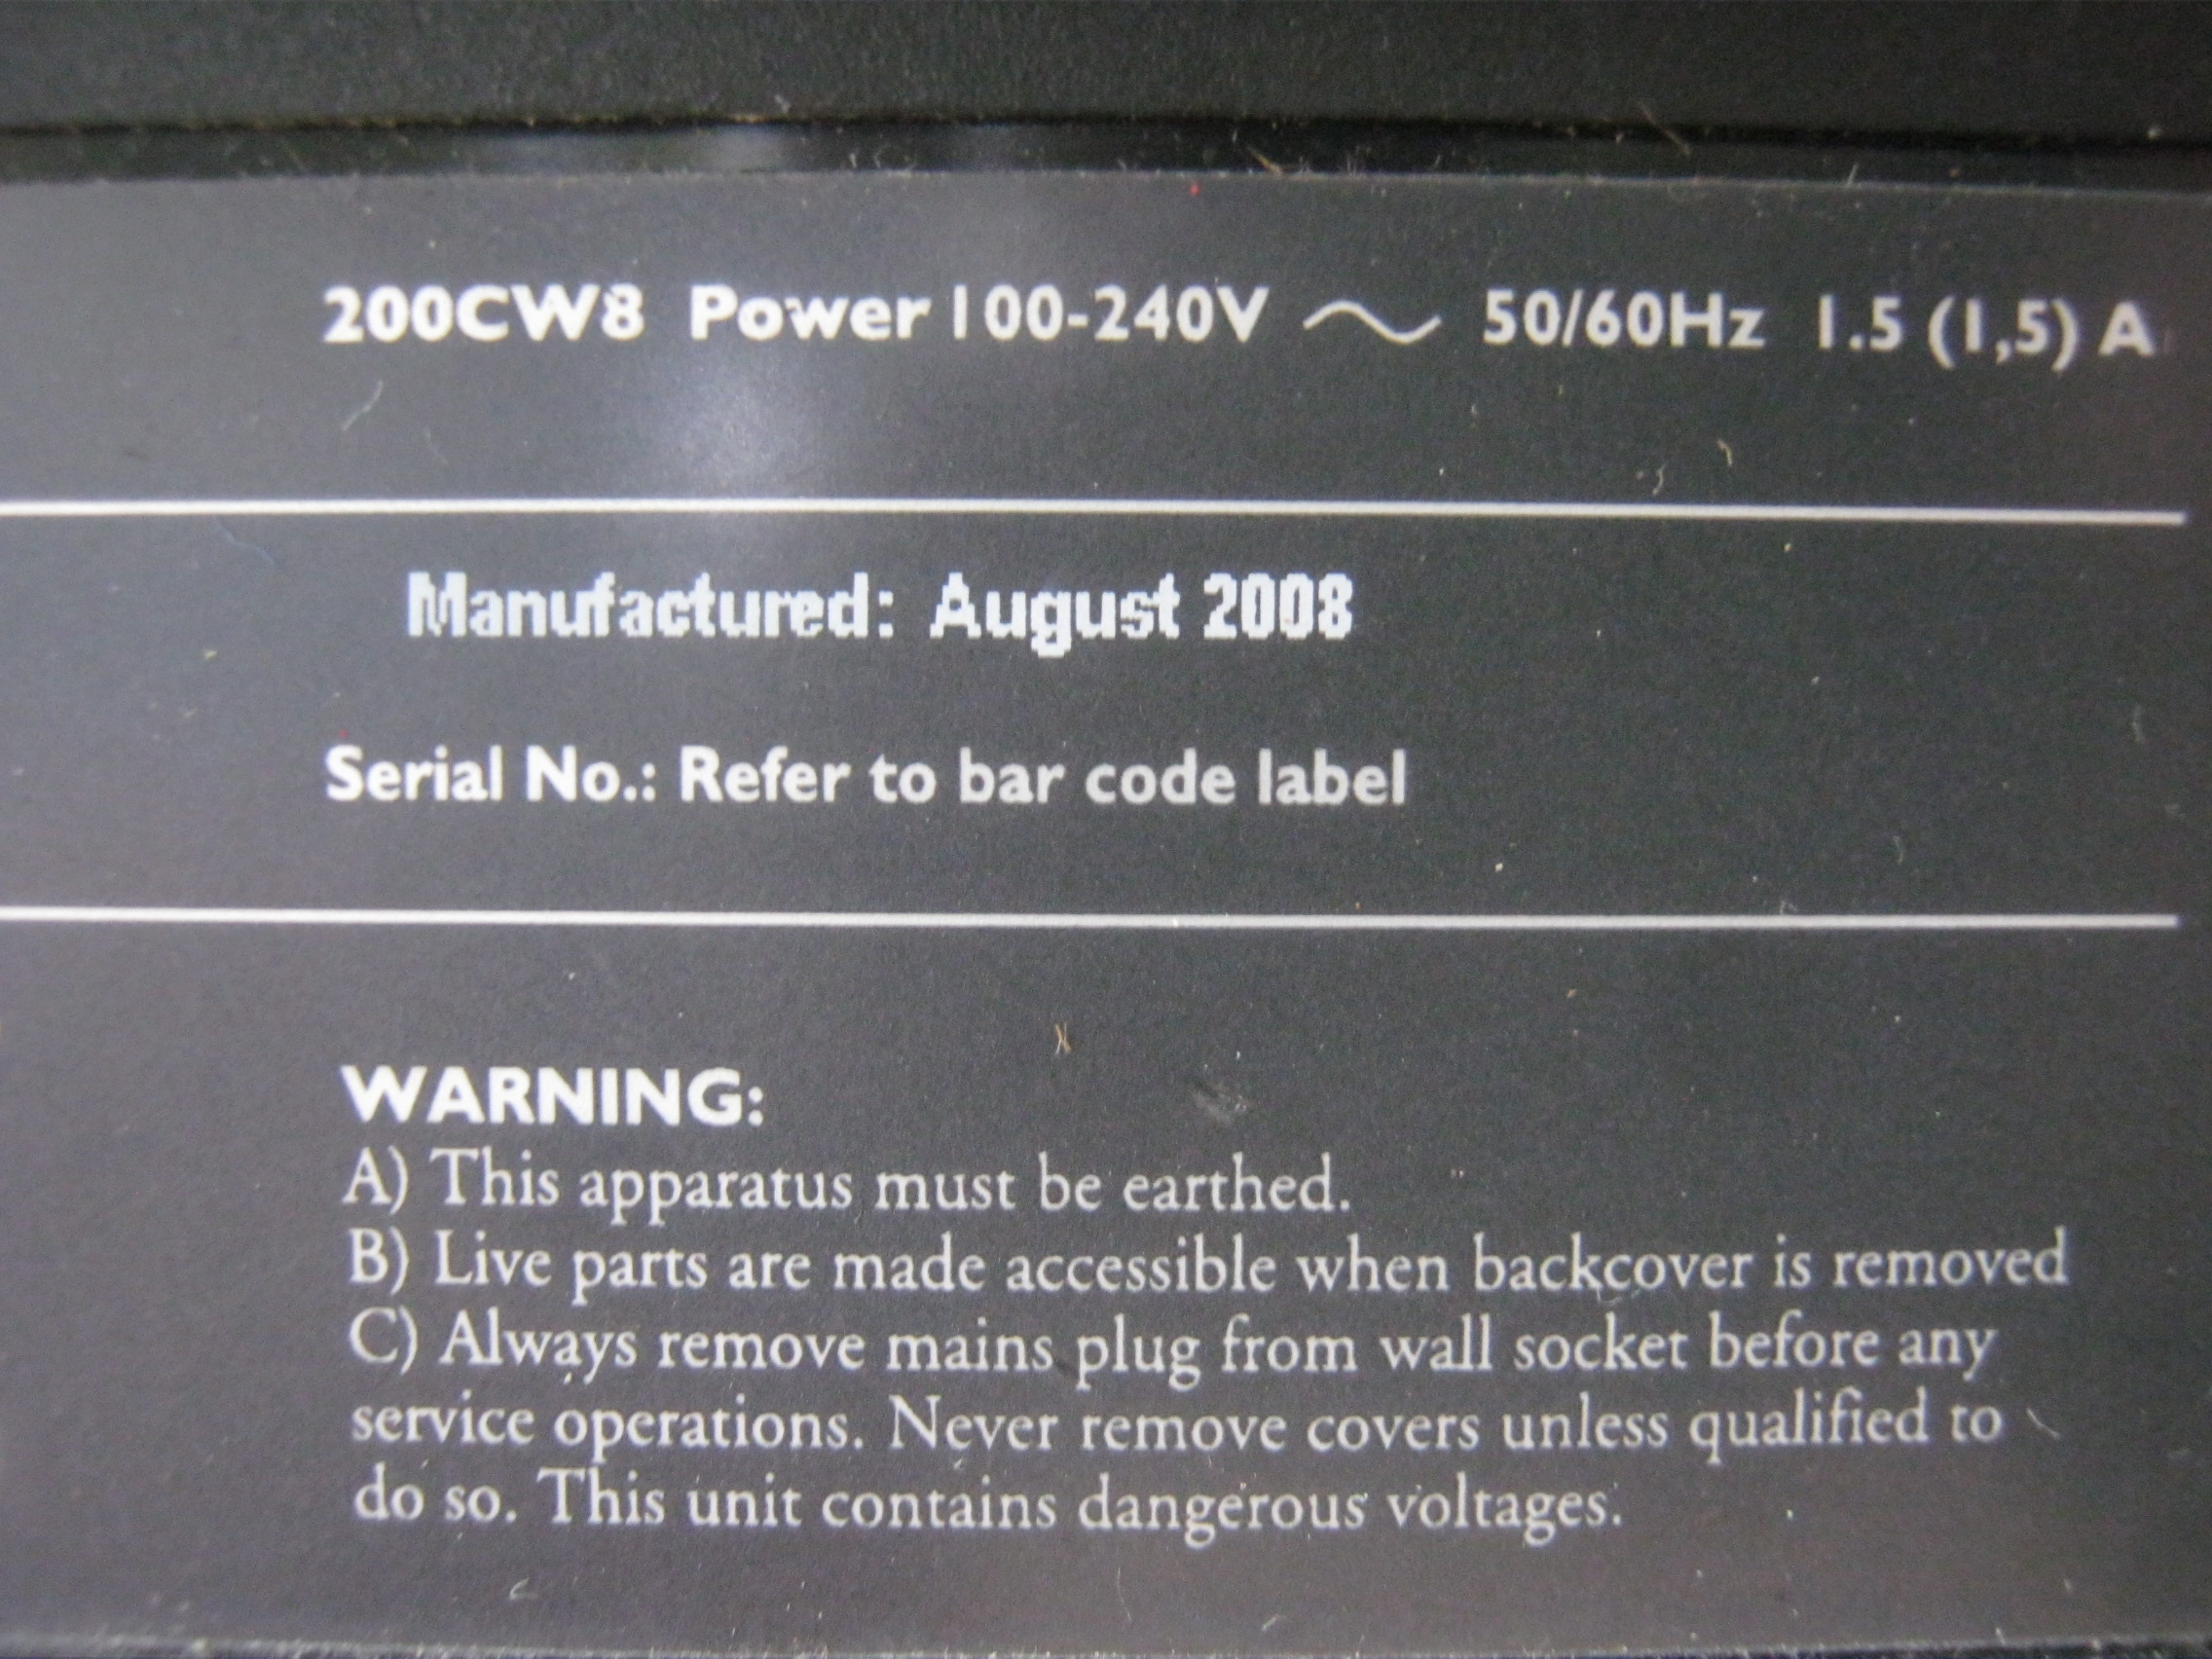 200CW8 Power 100-240V ~ 50/60Hz 1.5 (1,5) A
Manufactured: August 2008
Serial No.: Refer to bar code label
WARNING:
A) This apparatus must be earthed.
B) Live parts are made accessible when backcover is removed
C) Always remove mains plug from wall socket before any
service operations. Never remove covers unless qualified to
do so. This unit contains dangerous voltages.